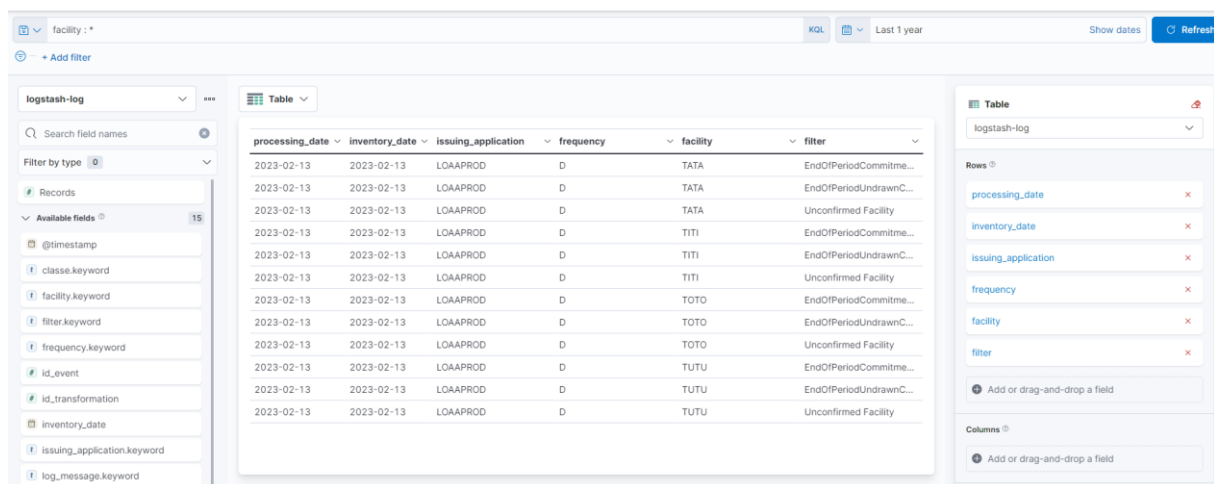 facility : * KQL Last 1 year Show dates Refresh
+ Add filter
logstash-log
Search field names
Filter by type 0
Records
Available fields 15
@timestamp
classe.keyword
facility.keyword
filter.keyword
frequency.keyword
id_event
id_transformation
inventory_date
issuing_application.keyword
log_message.keyword
Table
processing_date inventory_date issuing_application frequency facility filter
2023-02-13 2023-02-13 LOAAPROD D TATA EndOfPeriodCommitme...
2023-02-13 2023-02-13 LOAAPROD D TATA EndOfPeriodUndrawnC...
2023-02-13 2023-02-13 LOAAPROD D TATA Unconfirmed Facility
2023-02-13 2023-02-13 LOAAPROD D TITI EndOfPeriodCommitme...
2023-02-13 2023-02-13 LOAAPROD D TITI EndOfPeriodUndrawnC...
2023-02-13 2023-02-13 LOAAPROD D TITI Unconfirmed Facility
2023-02-13 2023-02-13 LOAAPROD D TOTO EndOfPeriodCommitme...
2023-02-13 2023-02-13 LOAAPROD D TOTO EndOfPeriodUndrawnC...
2023-02-13 2023-02-13 LOAAPROD D TOTO Unconfirmed Facility
2023-02-13 2023-02-13 LOAAPROD D TUTU EndOfPeriodCommitme...
2023-02-13 2023-02-13 LOAAPROD D TUTU EndOfPeriodUndrawnC...
2023-02-13 2023-02-13 LOAAPROD D TUTU Unconfirmed Facility
Table
logstash-log
Rows
processing_date
inventory_date
issuing_application
frequency
facility
filter
Add or drag-and-drop a field
Columns
Add or drag-and-drop a field